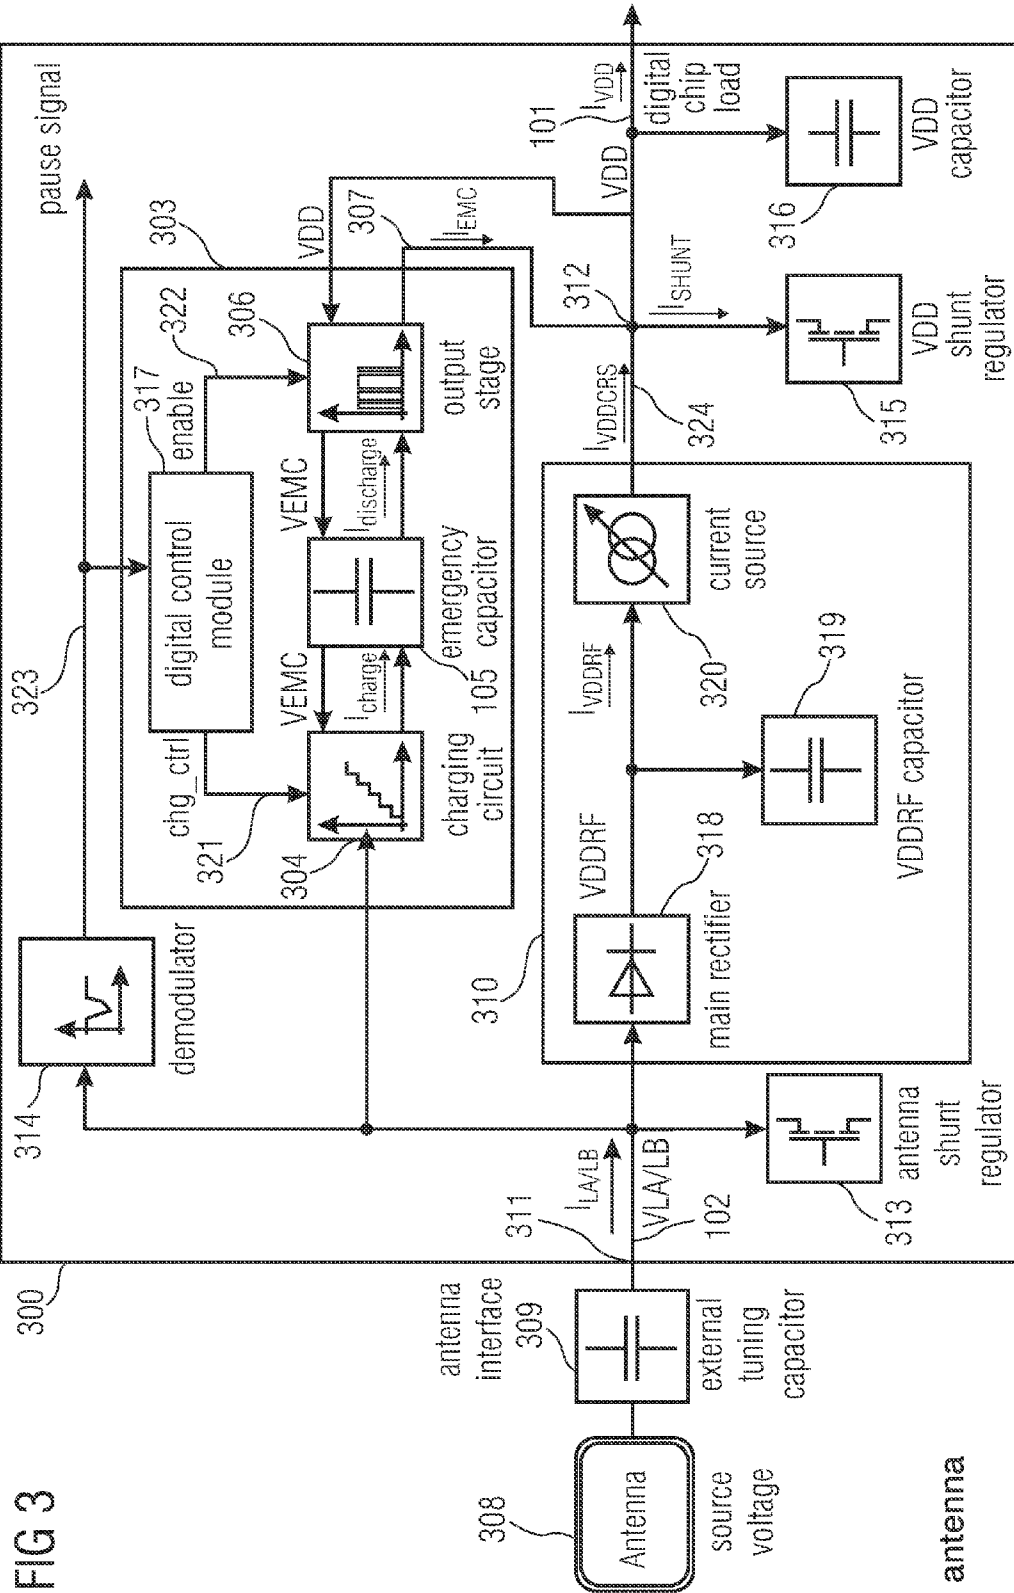 FIG 3
300
314
demodulator
323
pause signal
303
chg_ctrl
digital control
module
317
enable
322
321
304
charging
circuit
VEMC
Icharge
105
emergency
capacitor
VEMC
Idischarge
306
output
stage
VDD
307
IEMC
antenna
interface
308
Antenna
source
voltage
309
external
tuning
capacitor
311
ILA/LB
VLA/LB
102
313
antenna
shunt
regulator
310
main rectifier
318
VDDRF
IVDDRF
319
VDDRF capacitor
320
current
source
IVDDCRS
324
312
ISHUNT
315
VDD
shunt
regulator
VDD
101
IVDD
digital
chip
load
316
VDD
capacitor
antenna